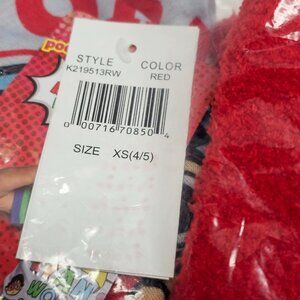 STYLE COLOR
K219513RW RED
0 00716 70850 4
SIZE XS(4/5)